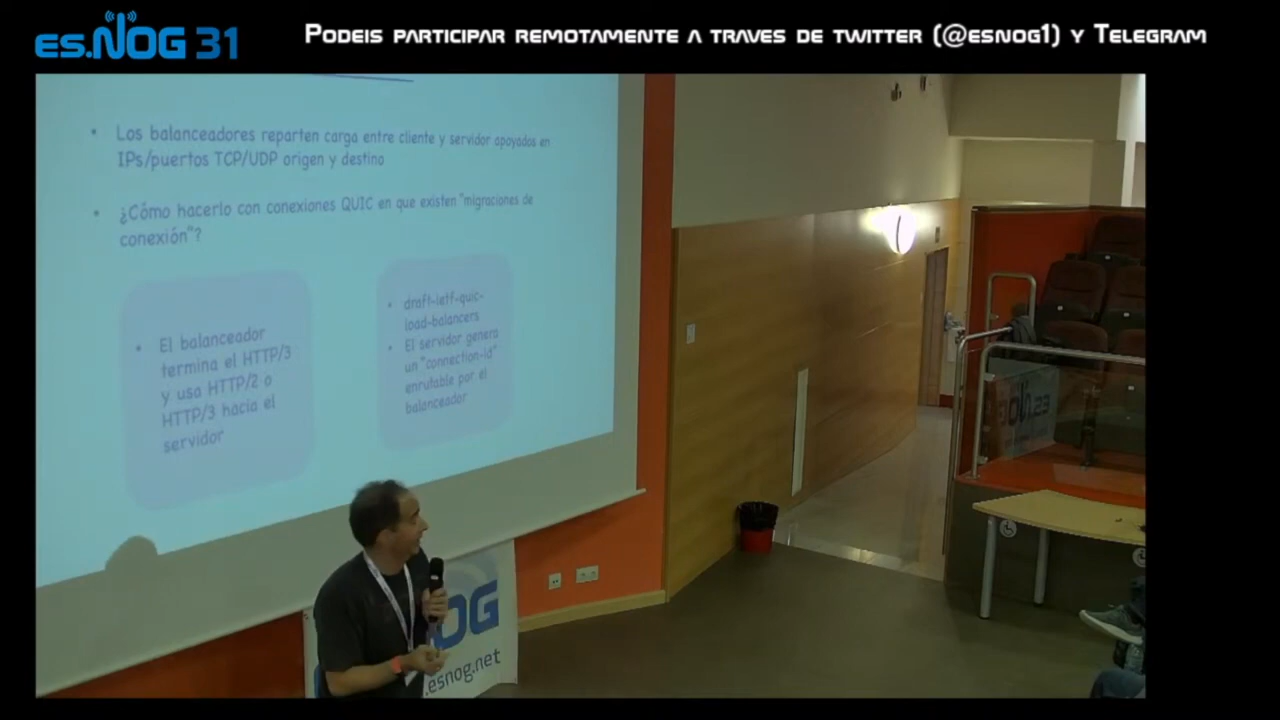 es.NOG 31
PODEIS PARTICIPAR REMOTAMENTE A TRAVES DE TWITTER (@ESNOG1) Y TELEGRAM
• Los balanceadores reparten carga entre cliente y servidor apoyados en
IPs/puertos TCP/UDP origen y destino
• ¿Cómo hacerlo con conexiones QUIC en que existen "migraciones de
conexión"?
• El balanceador
termina el HTTP/3
y usa HTTP/2 o
HTTP/3 hacia el
servidor
• draft-ietf-quic-
load-balancers
• El servidor genera
un "connection-id"
enrutable por el
balanceador
OG
.esnog.net
ES.NOG